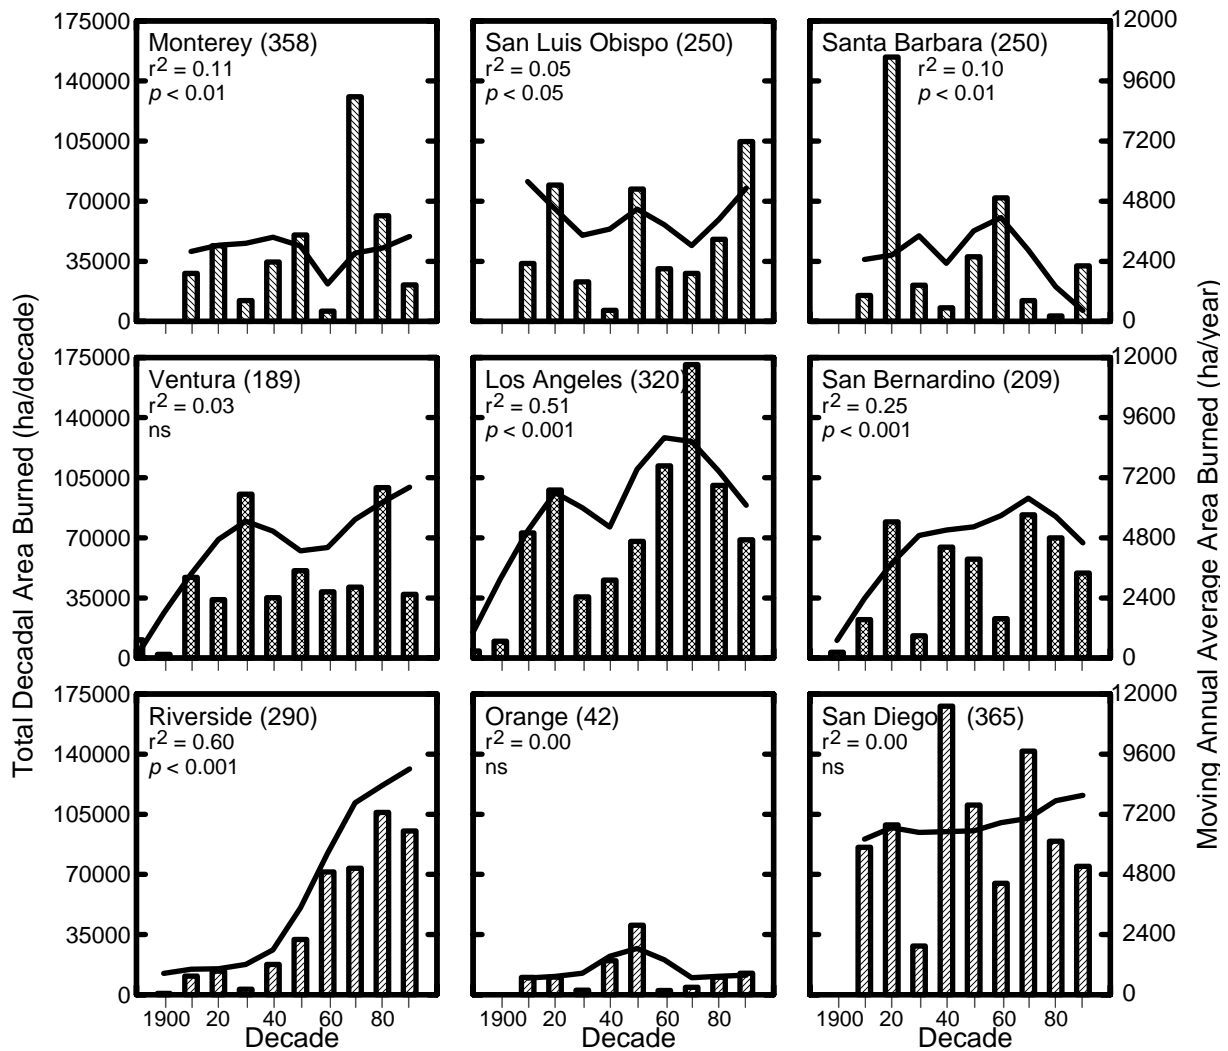 175000
140000
105000
70000
35000
0
Monterey (358)
r2 = 0.11
p < 0.01
San Luis Obispo (250)
r2 = 0.05
p < 0.05
Santa Barbara (250)
r2 = 0.10
p < 0.01
12000
9600
7200
4800
2400
0
175000
140000
105000
70000
35000
0
Ventura (189)
r2 = 0.03
ns
Los Angeles (320)
r2 = 0.51
p < 0.001
San Bernardino (209)
r2 = 0.25
p < 0.001
12000
9600
7200
4800
2400
0
175000
140000
105000
70000
35000
0
Riverside (290)
r2 = 0.60
p < 0.001
Orange (42)
r2 = 0.00
ns
San Diego (365)
r2 = 0.00
ns
12000
9600
7200
4800
2400
0
1900 20 60 80
1900 20 60 80
1900 20 60 80
Decade
Decade
Decade
Total Decadal Area Burned (ha/decade)
Moving Annual Average Area Burned (ha/year)